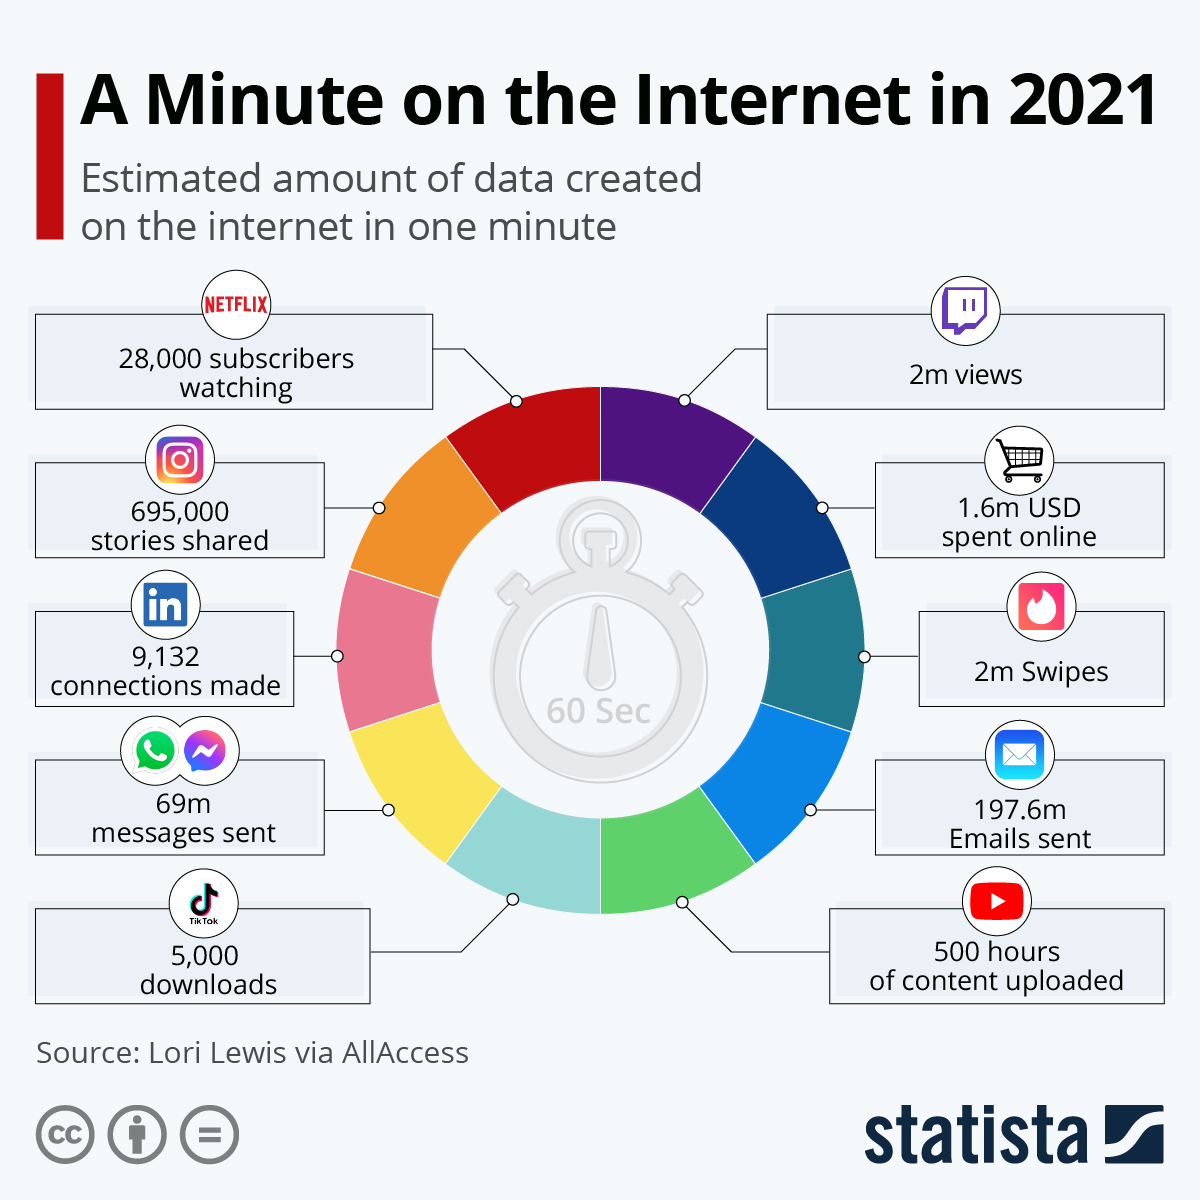 A Minute on the Internet in 2021
Estimated amount of data created
on the internet in one minute
NETFLIX
28,000 subscribers
watching
2m views
695,000
stories shared
1.6m USD
spent online
in
9,132
connections made
2m Swipes
69m
messages sent
197.6m
Emails sent
TikTok
5,000
downloads
500 hours
of content uploaded
60 Sec
Source: Lori Lewis via AllAccess
cc
statista